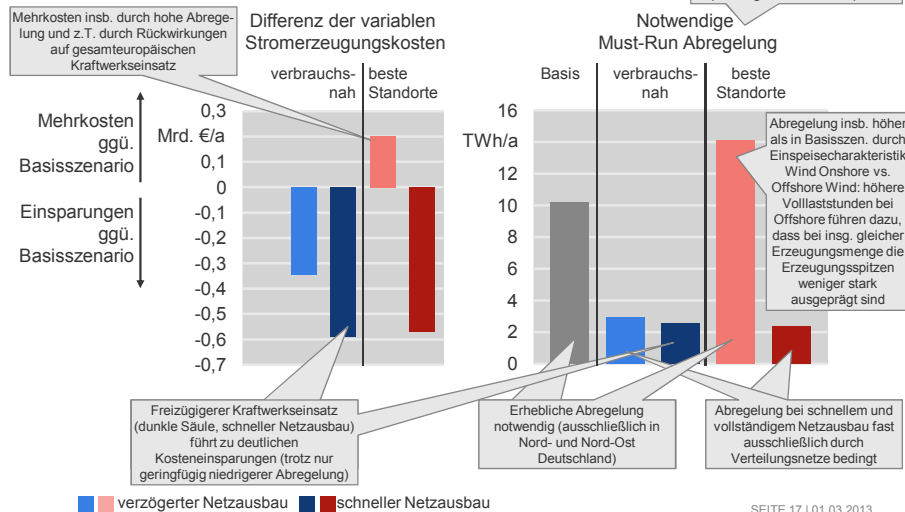 Mehrkosten insb. durch hohe Abrege-
lung und z.T. durch Rückwirkungen
auf gesamteuropäischen
Kraftwerkseinsatz
Differenz der variablen
Stromerzeugungskosten
verbrauchs-
nah
beste
Standorte
Mehrkosten
ggü.
Basisszenario
Einsparungen
ggü.
Basisszenario
Mrd. €/a
0,3
0,1
0
-0,1
-0,2
-0,3
-0,4
-0,5
-0,6
-0,7
Notwendige
Must-Run Abregelung
Basis
verbrauchs-
nah
beste
Standorte
TWh/a
16
14
12
10
8
6
4
2
0
Abregelung insb. höher
als in Basisszen. durch
Einspeisecharakteristik
Wind Onshore vs.
Offshore Wind: höhere
Volllaststunden bei
Offshore führen dazu,
dass bei insg. gleicher
Erzeugungsmenge die
Erzeugungsspitzen
weniger stark
ausgeprägt sind
Freizügigerer Kraftwerkseinsatz
(dunkle Säule, schneller Netzausbau)
führt zu deutlichen
Kosteneinsparungen (trotz nur
geringfügig niedrigerer Abregelung)
Erhebliche Abregelung
notwendig (ausschließlich in
Nord- und Nord-Ost
Deutschland)
Abregelung bei schnellem und
vollständigem Netzausbau fast
ausschließlich durch
Verteilungsnetze bedingt
verzögerter Netzausbau
schneller Netzausbau
SEITE 17 | 01.03.2013